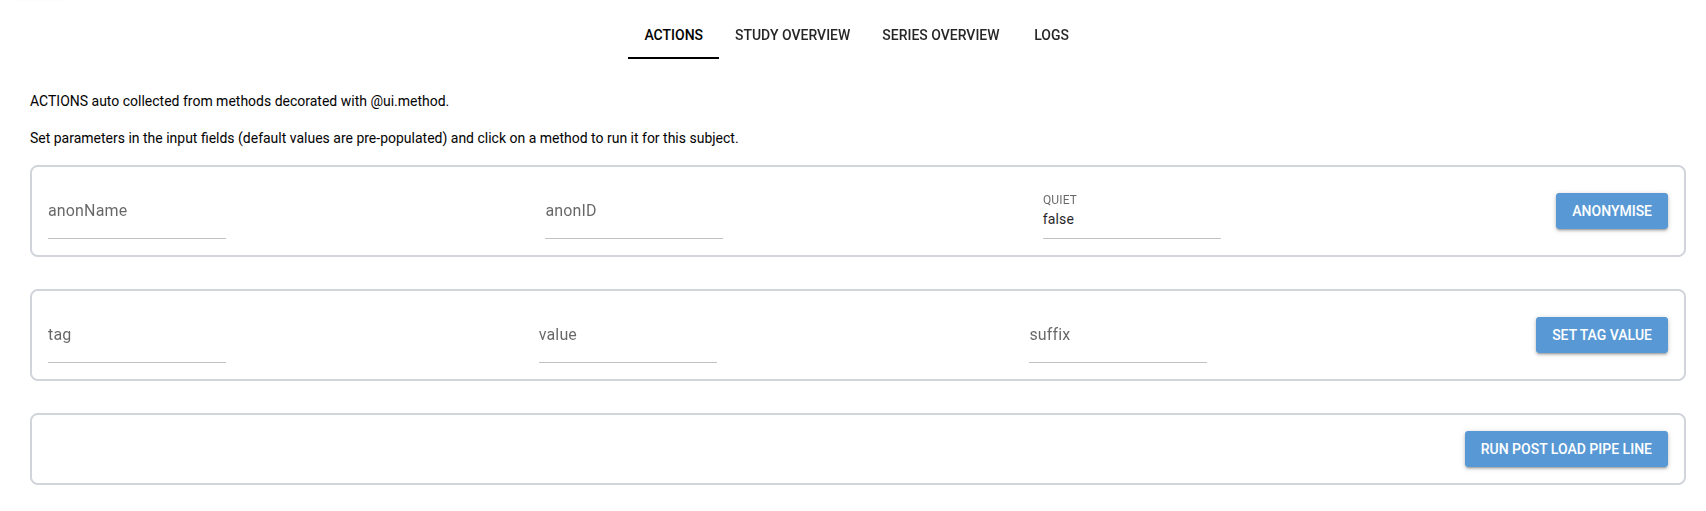 ACTIONS STUDY OVERVIEW SERIES OVERVIEW LOGS
ACTIONS auto collected from methods decorated with @ui.method.
Set parameters in the input fields (default values are pre-populated) and click on a method to run it for this subject.
anonName anonID QUIET false ANONYMISE
tag value suffix SET TAG VALUE
RUN POST LOAD PIPE LINE